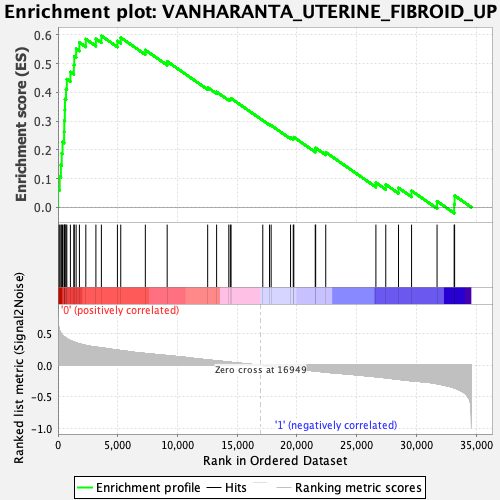 Enrichment plot: VANHARANTA_UTERINE_FIBROID_UP
Enrichment score (ES)
0.6
0.5
0.4
0.3
0.2
0.1
0.0
'0' (positively correlated)
Ranked list metric (Signal2Noise)
0.5
0.0
-0.5
-1.0
Zero cross at 16949
'1' (negatively correlated)
0 5,000 10,000 15,000 20,000 25,000 30,000 35,000
Rank in Ordered Dataset
Enrichment profile Hits Ranking metric scores